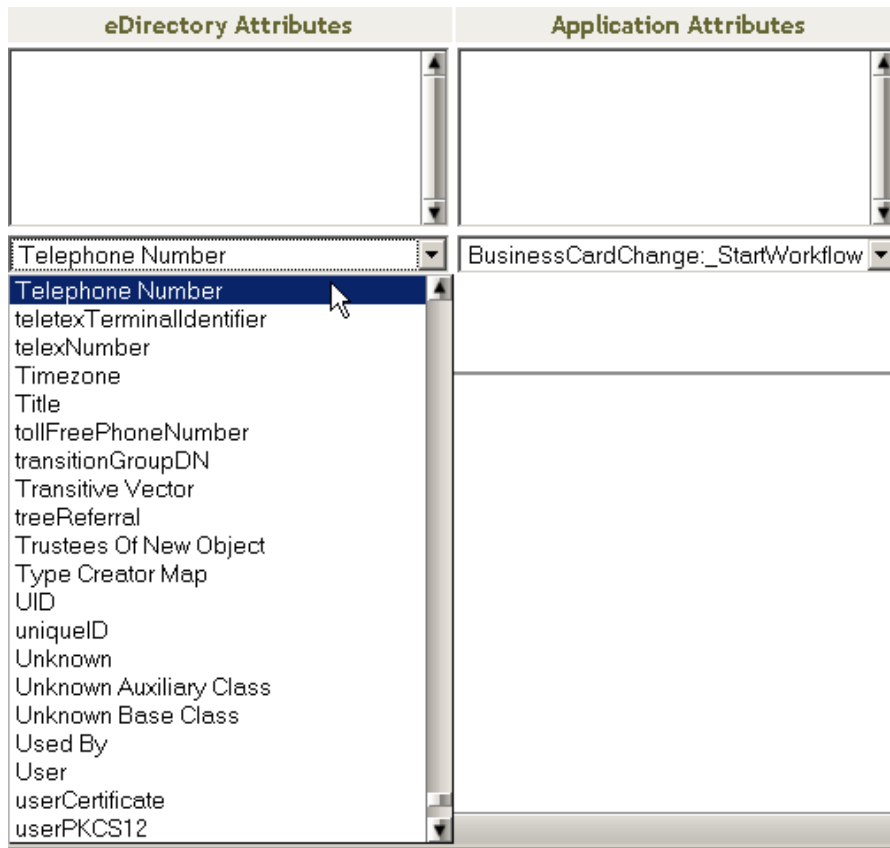 eDirectory Attributes
Application Attributes
Telephone Number
BusinessCardChange:_StartWorkflow
Telephone Number
teletexTerminalIdentifier
telexNumber
Timezone
Title
tollFreePhoneNumber
transitionGroupDN
Transitive Vector
treeReferral
Trustees Of New Object
Type Creator Map
UID
uniqueID
Unknown
Unknown Auxiliary Class
Unknown Base Class
Used By
User
userCertificate
userPKCS12